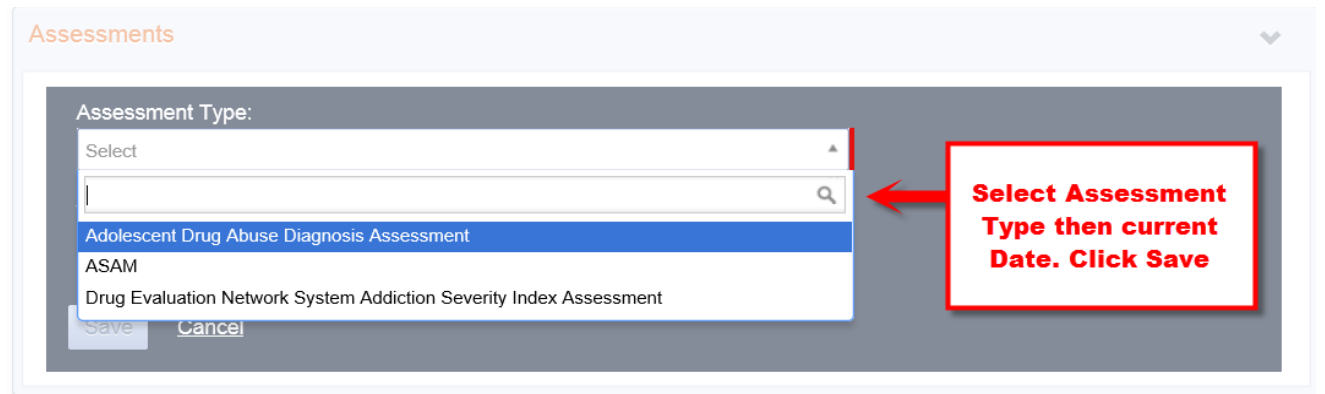 Assessments
Assessment Type:
Select
Adolescent Drug Abuse Diagnosis Assessment
ASAM
Drug Evaluation Network System Addiction Severity Index Assessment
Save Cancel
Select Assessment
Type then current
Date. Click Save